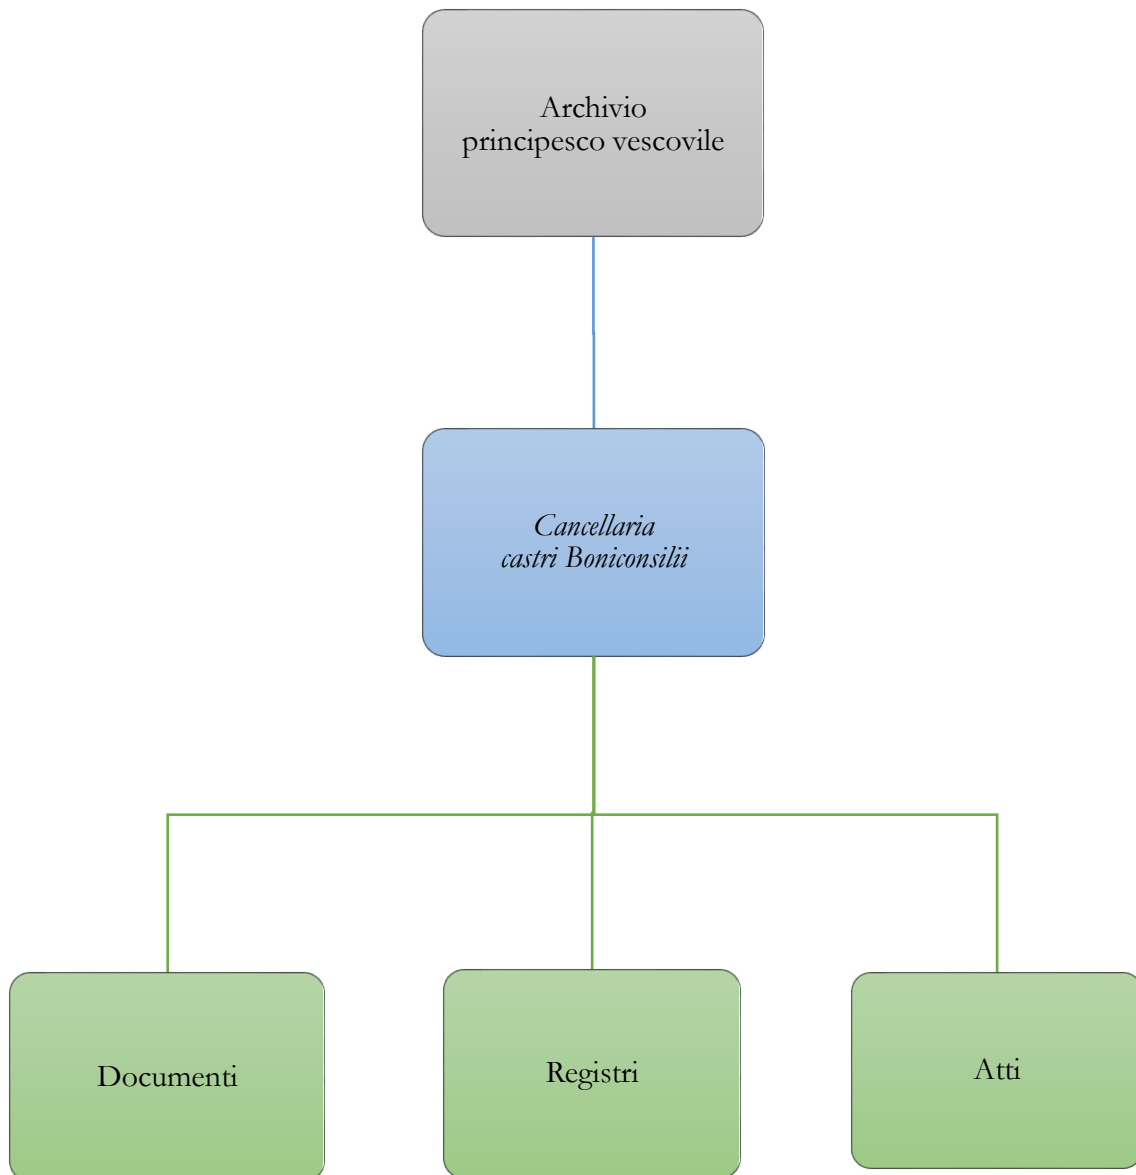 Archivio
principesco vescovile
Cancellaria
castri Boniconsilii
Documenti
Registri
Atti